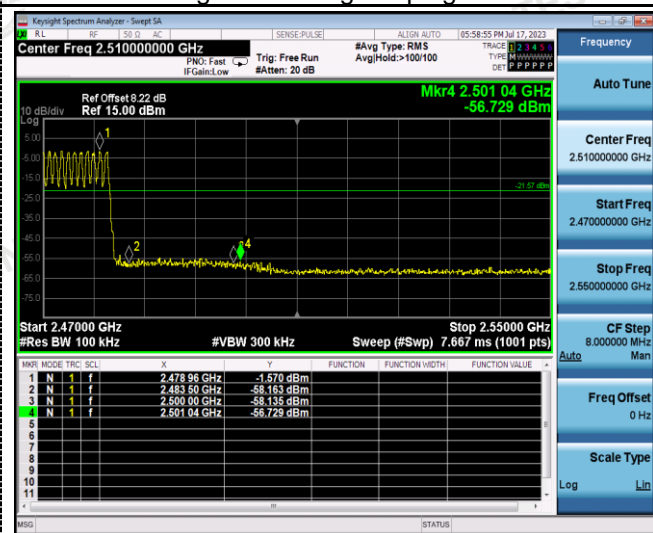 Keysight Spectrum Analyzer - Swept SA
RL RF 50 Ω AC SENSE:PULSE ALIGN AUTO 05:58:55 PM Jul 17, 2023
Center Freq 2.510000000 GHz
PNO: Fast
IFGain:Low
Trig: Free Run
#Atten: 20 dB
#Avg Type: RMS
Avg|Hold:>100/100
TRACE 1 2 3 4 5 6
TYPE M WWWWW
DET P P P P P P
Frequency
Ref Offset 8.22 dB
10 dB/div Ref 15.00 dBm
Log
Mkr4 2.501 04 GHz
-56.729 dBm
5.00
-5.00
-15.0
-25.0
-35.0
-45.0
-55.0
-65.0
-75.0
1
2
4
-21.57 dBm
Start 2.47000 GHz Stop 2.55000 GHz
#Res BW 100 kHz #VBW 300 kHz Sweep (#Swp) 7.667 ms (1001 pts)
MKR MODE TRC SCL X Y FUNCTION FUNCTION WIDTH FUNCTION VALUE
1 N 1 f 2.478 96 GHz -1.570 dBm
2 N 1 f 2.483 50 GHz -58.163 dBm
3 N 1 f 2.500 00 GHz -58.135 dBm
4 N 1 f 2.501 04 GHz -56.729 dBm
5
6
7
8
9
10
11
MSG STATUS
Auto Tune
Center Freq
2.510000000 GHz
Start Freq
2.470000000 GHz
Stop Freq
2.550000000 GHz
CF Step
8.000000 MHz
Auto Man
Freq Offset
0 Hz
Scale Type
Log Lin